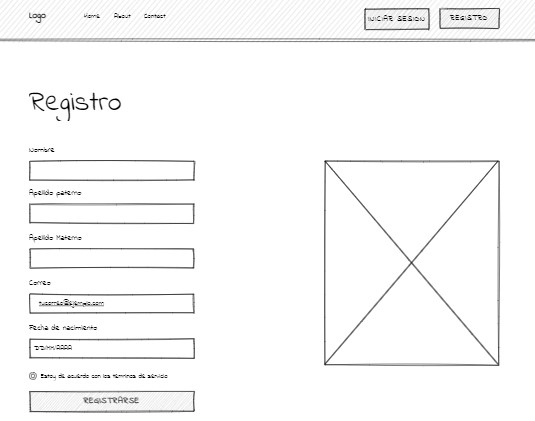 Logo Home About Contact INICIAR SESION REGISTRO
Registro
Nombre
Apellido paterno
Apellido Materno
Correo
tucorreo@ejemplo.com
Fecha de nacimiento
DD/MM/AAAA
Estoy de acuerdo con los términos de servicio
REGISTRARSE